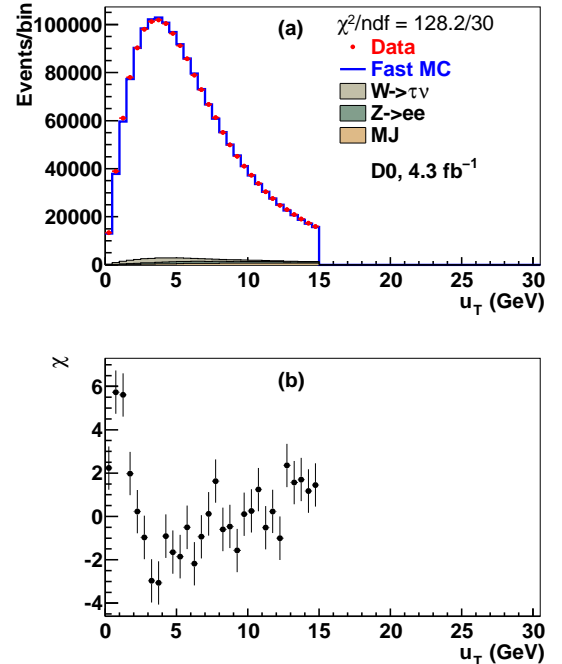 (a)
χ²/ndf = 128.2/30
Data
Fast MC
W->τν
Z->ee
MJ
D0, 4.3 fb⁻¹
Events/bin
100000
80000
60000
40000
20000
0
0 5 10 15 20 25 30
u_T (GeV)
(b)
χ
6
4
2
0
-2
-4
0 5 10 15 20 25 30
u_T (GeV)